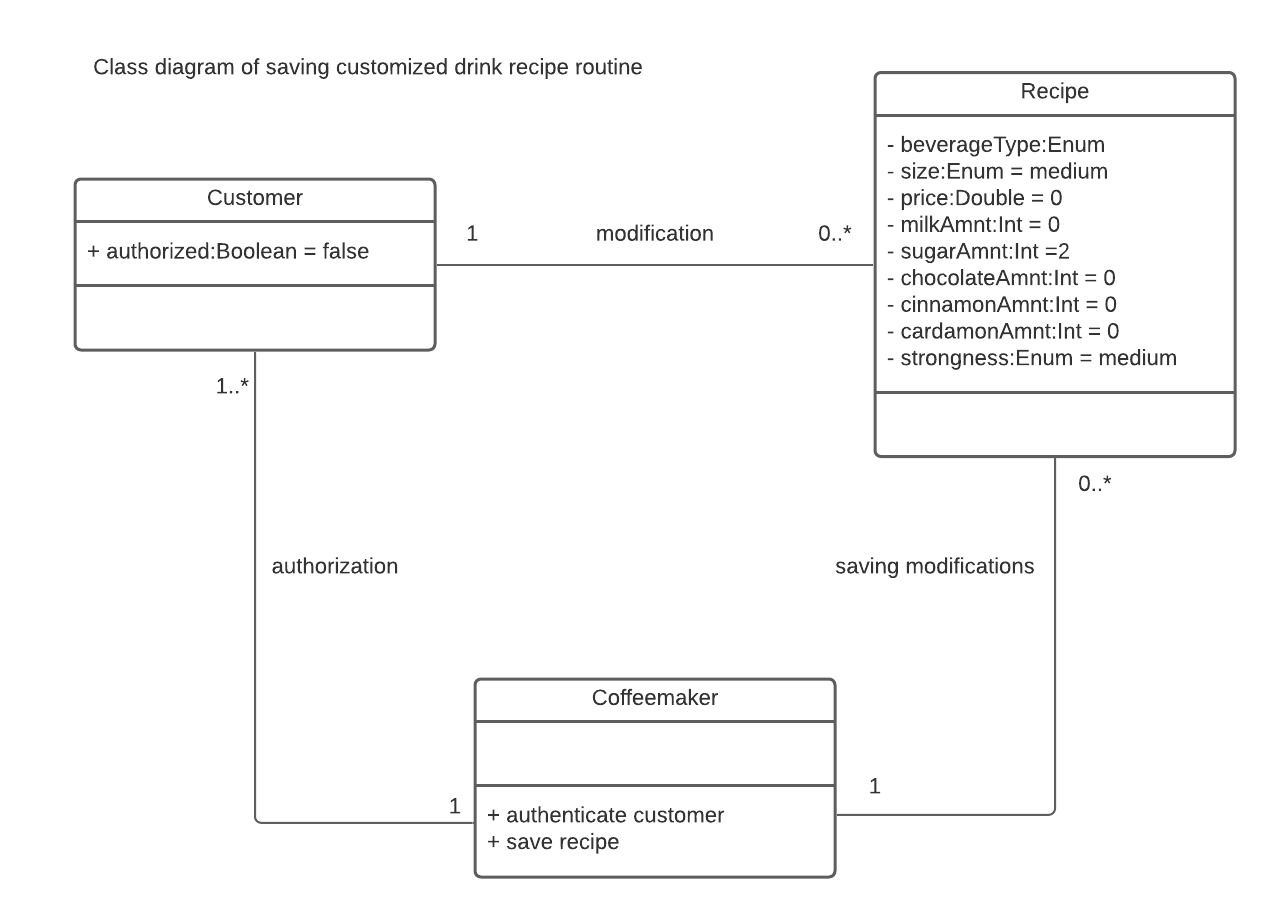 Class diagram of saving customized drink recipe routine
Customer
+ authorized:Boolean = false
1
modification
0..*
Recipe
- beverageType:Enum
- size:Enum = medium
- price:Double = 0
- milkAmnt:Int = 0
- sugarAmnt:Int =2
- chocolateAmnt:Int = 0
- cinnamonAmnt:Int = 0
- cardamonAmnt:Int = 0
- strongness:Enum = medium
1..*
0..*
authorization
saving modifications
Coffeemaker
1
1
+ authenticate customer
+ save recipe